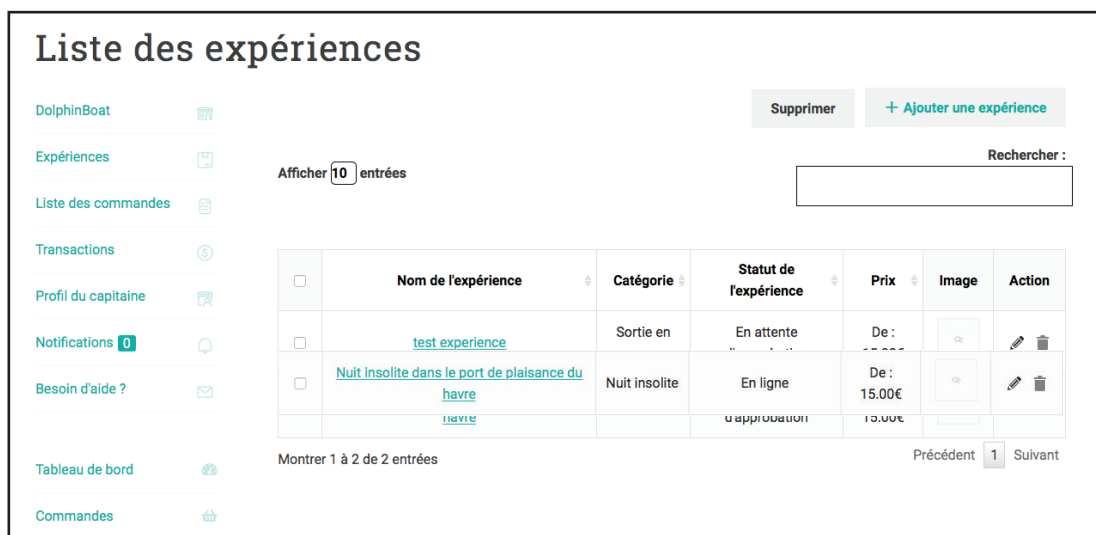 Liste des expériences
DolphinBoat
Expériences
Liste des commandes
Transactions
Profil du capitaine
Notifications 0
Besoin d'aide ?
Tableau de bord
Commandes
Supprimer
+ Ajouter une expérience
Afficher 10 entrées
Rechercher :
Nom de l'expérience Catégorie Statut de l'expérience Prix Image Action
test experience Sortie en En attente De :
Nuit insolite dans le port de plaisance du
havre Nuit insolite En ligne De :
15.00€
havre d'approbation 15.00€
Montrer 1 à 2 de 2 entrées
Précédent 1 Suivant